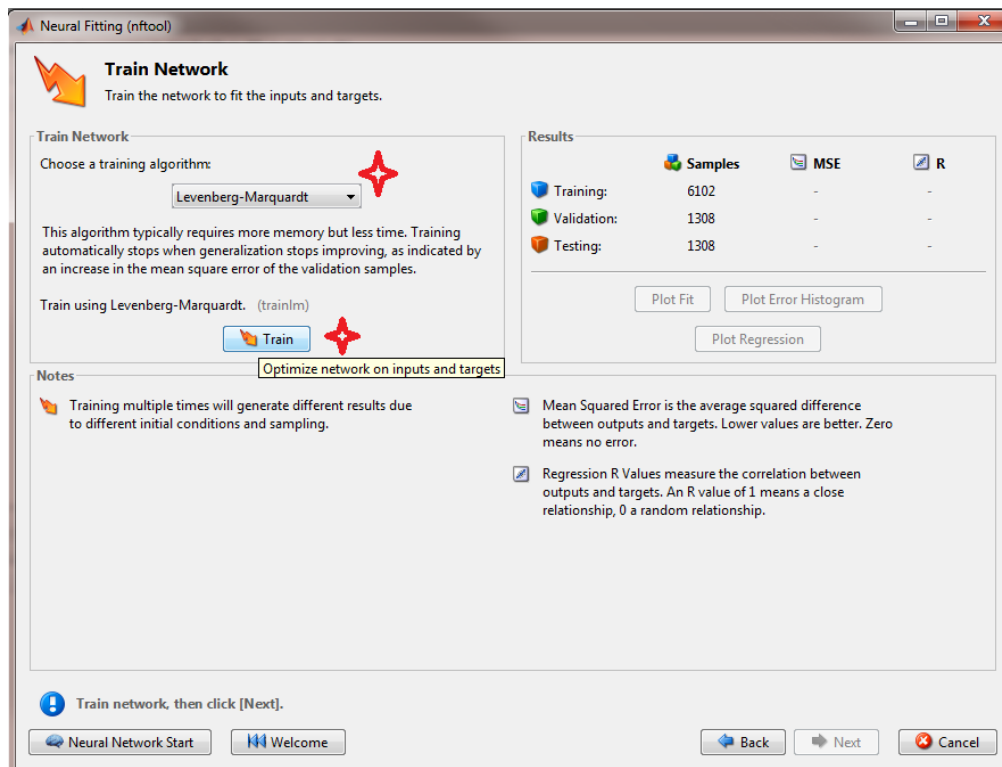 Neural Fitting (nftool)
Train Network
Train the network to fit the inputs and targets.
Train Network
Choose a training algorithm:
Levenberg-Marquardt
This algorithm typically requires more memory but less time. Training
automatically stops when generalization stops improving, as indicated by
an increase in the mean square error of the validation samples.
Train using Levenberg-Marquardt. (trainlm)
Train
Optimize network on inputs and targets
Results
Samples MSE R
Training: 6102 - -
Validation: 1308 - -
Testing: 1308 - -
Plot Fit Plot Error Histogram
Plot Regression
Notes
Training multiple times will generate different results due
to different initial conditions and sampling.
Mean Squared Error is the average squared difference
between outputs and targets. Lower values are better. Zero
means no error.
Regression R Values measure the correlation between
outputs and targets. An R value of 1 means a close
relationship, 0 a random relationship.
Train network, then click [Next].
Neural Network Start Welcome Back Next Cancel